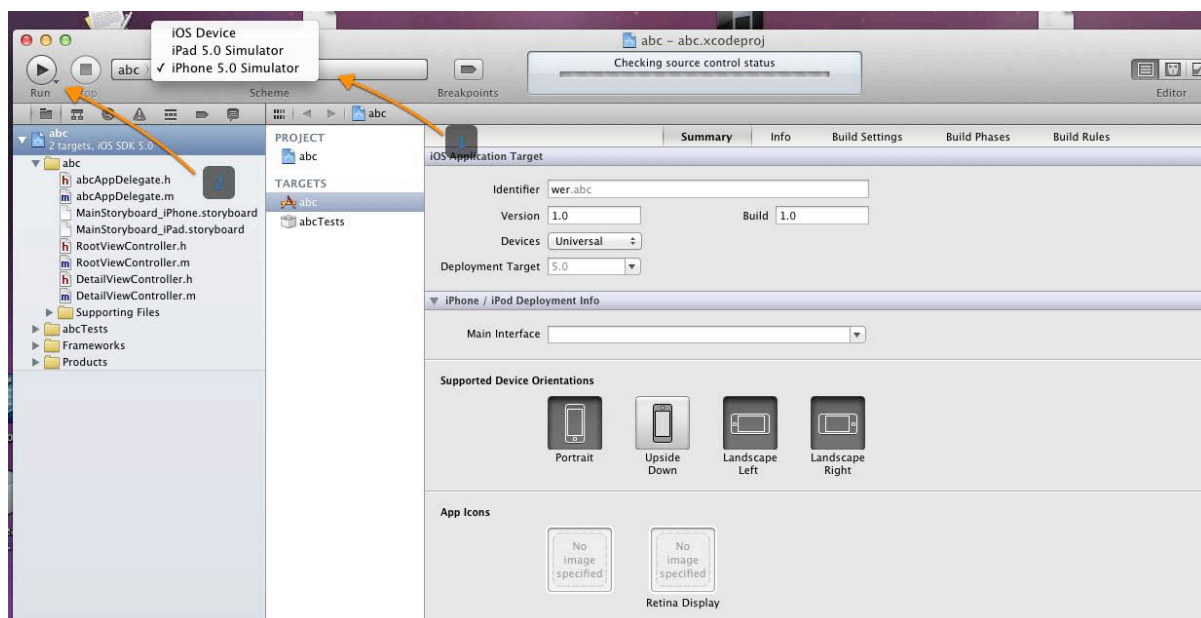 iOS Device
iPad 5.0 Simulator
✓ iPhone 5.0 Simulator
abc – abc.xcodeproj
abc
Checking source control status
Run
Stop
Scheme
Breakpoints
Editor
abc
abc
2 targets, iOS SDK 5.0
abc
abcAppDelegate.h
abcAppDelegate.m
MainStoryboard_iPhone.storyboard
MainStoryboard_iPad.storyboard
RootViewController.h
RootViewController.m
DetailViewController.h
DetailViewController.m
Supporting Files
abcTests
Frameworks
Products
PROJECT
abc
TARGETS
abc
abcTests
1
2
Summary Info Build Settings Build Phases Build Rules
iOS Application Target
Identifier wer.abc
Version 1.0 Build 1.0
Devices Universal
Deployment Target 5.0
iPhone / iPod Deployment Info
Main Interface
Supported Device Orientations
Portrait
Upside
Down
Landscape
Left
Landscape
Right
App Icons
No
image
specified
No
image
specified
Retina Display